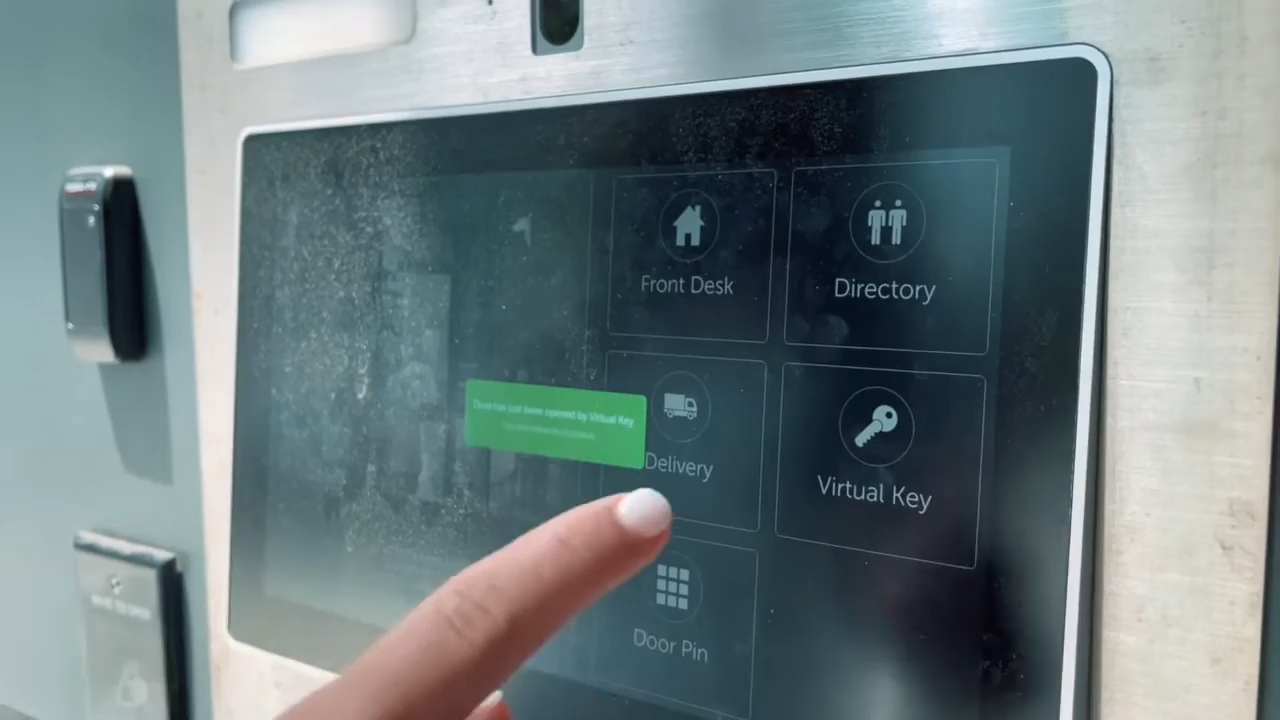 Front Desk
Directory
Door has just been opened by Virtual Key
Delivery
Virtual Key
Door Pin